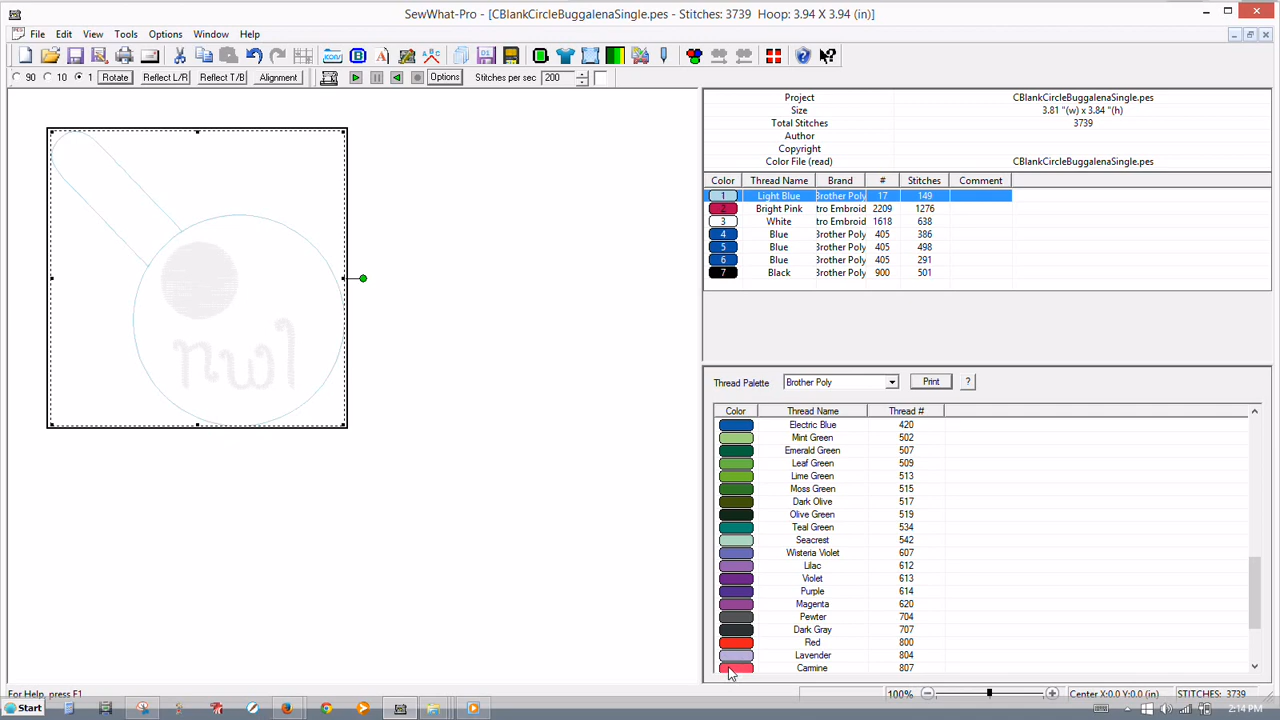 SewWhat-Pro - [CBlankCircleBuggalenaSingle.pes - Stitches: 3739 Hoop: 3.94 X 3.94 (in)]
File Edit View Tools Options Window Help
90 10 1 Rotate Reflect L/R Reflect T/B Alignment Options Stitches per sec 200
Project CBlankCircleBuggalenaSingle.pes
Size 3.81 "(w) x 3.84 "(h)
Total Stitches 3739
Author
Copyright
Color File (read) CBlankCircleBuggalenaSingle.pes
Color Thread Name Brand # Stitches Comment
1 Light Blue Brother Poly 17 149
2 Bright Pink tro Embroid 2209 1276
3 White tro Embroid 1618 638
4 Blue Brother Poly 405 386
5 Blue Brother Poly 405 498
6 Blue Brother Poly 405 291
7 Black Brother Poly 900 501
nwl
Thread Palette Brother Poly Print ?
Color Thread Name Thread #
Electric Blue 420
Mint Green 502
Emerald Green 507
Leaf Green 509
Lime Green 513
Moss Green 515
Dark Olive 517
Olive Green 519
Teal Green 534
Seacrest 542
Wisteria Violet 607
Lilac 612
Violet 613
Purple 614
Magenta 620
Pewter 704
Dark Gray 707
Red 800
Lavender 804
Carmine 807
For Help, press F1 100% Center X:0.0 Y:0.0 (in) STITCHES: 3739
Start 2:14 PM